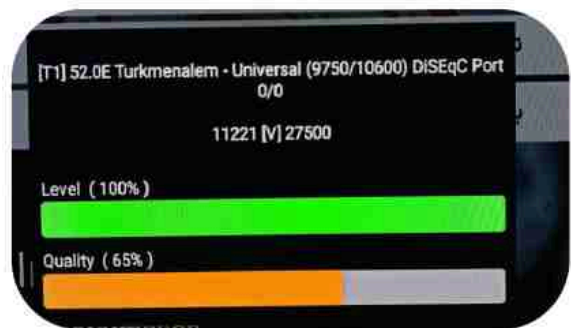 [T1] 52.0E Turkmenalem - Universal (9750/10600) DiSEqC Port
0/0
11221 [V] 27500
Level ( 100% )
Quality ( 65% )